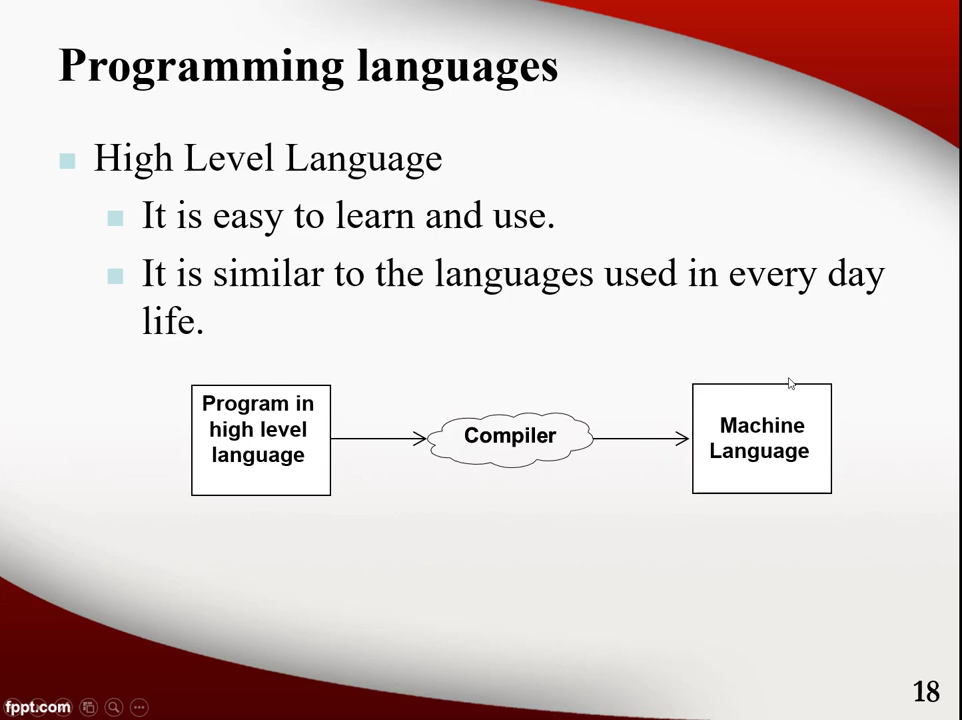 Programming languages
High Level Language
It is easy to learn and use.
It is similar to the languages used in every day
life.
Program in
high level
language
Compiler
Machine
Language
18
fppt.com